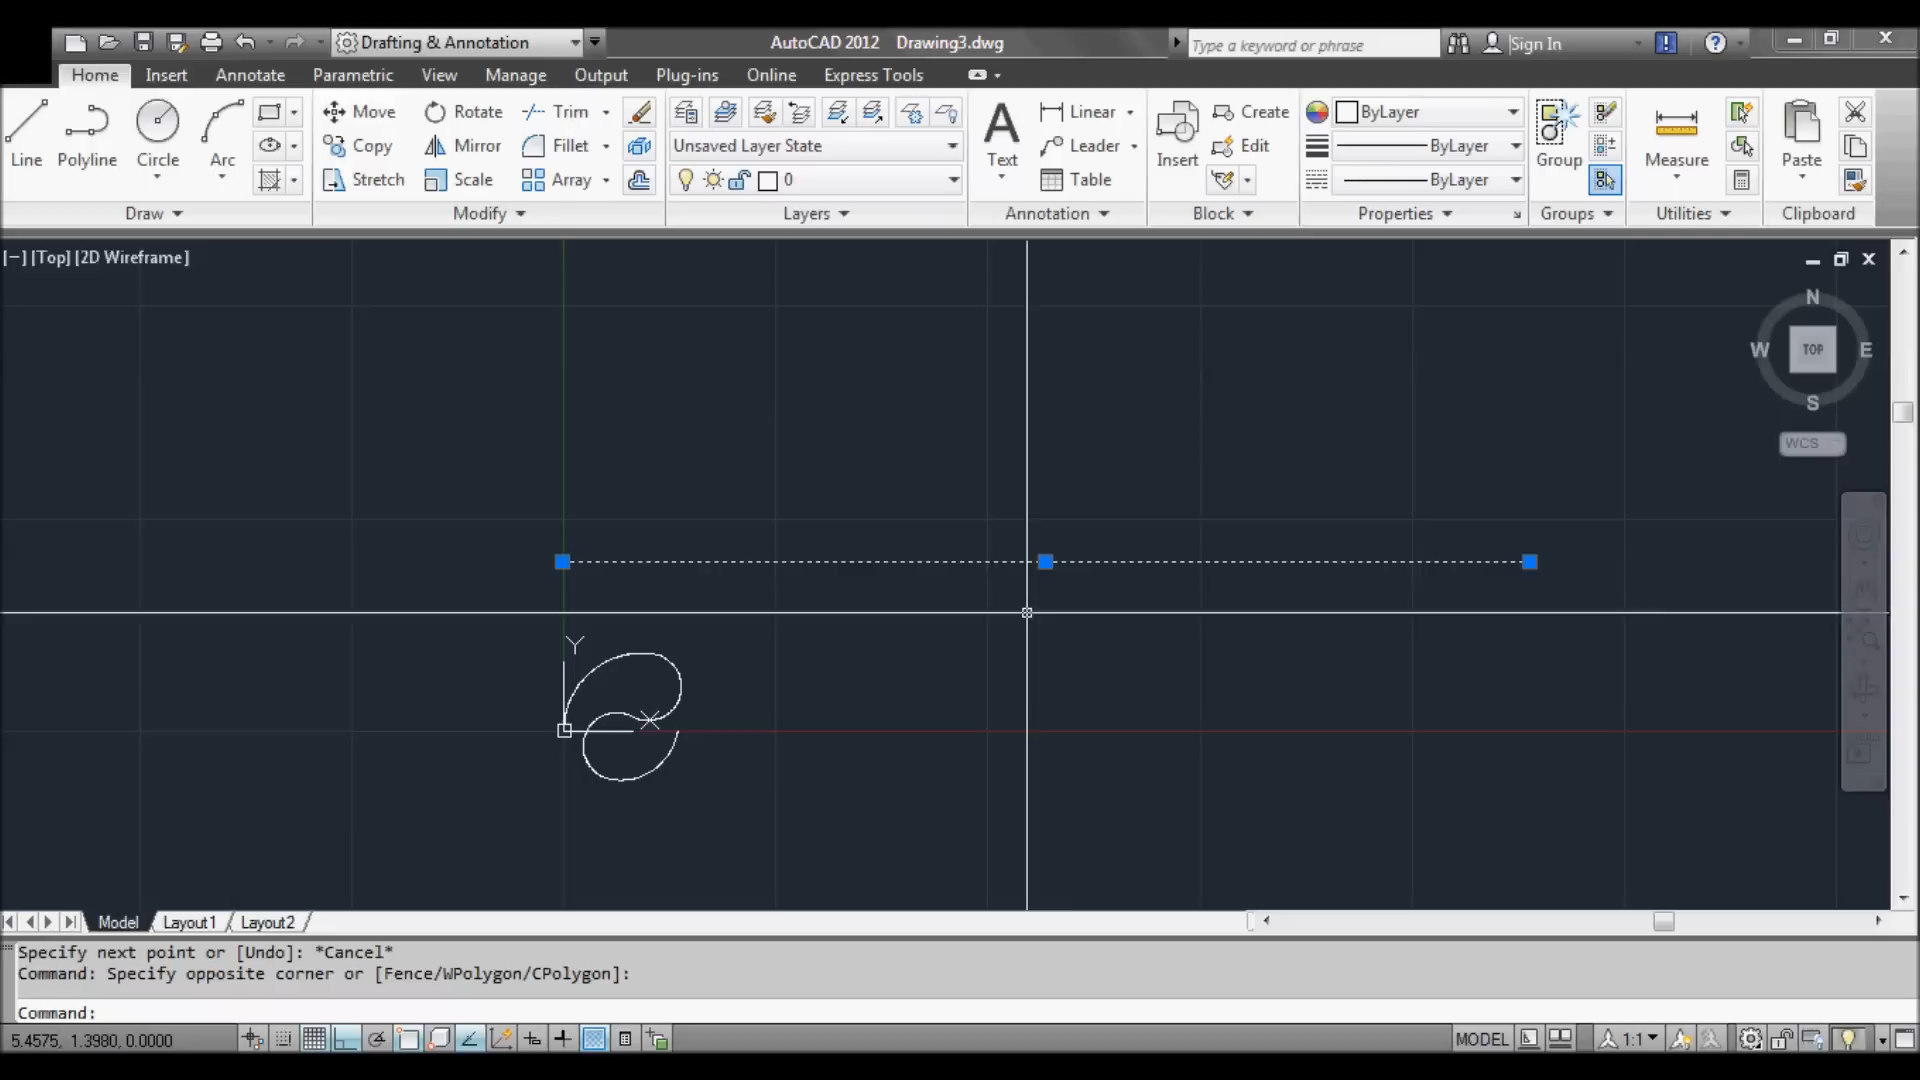 Drafting & Annotation
AutoCAD 2012 Drawing3.dwg
Type a keyword or phrase
Sign In
Home Insert Annotate Parametric View Manage Output Plug-ins Online Express Tools
Line Polyline Circle Arc
Draw
Move Rotate Trim
Copy Mirror Fillet
Stretch Scale Array
Modify
Unsaved Layer State
0
Layers
Text
Linear
Leader
Table
Annotation
Insert
Create
Edit
Block
ByLayer
ByLayer
ByLayer
Properties
Group
Groups
Measure
Utilities
Paste
Clipboard
[−] [Top] [2D Wireframe]
N
W TOP E
S
WCS
Y
X
Model Layout1 Layout2
Specify next point or [Undo]: *Cancel*
Command: Specify opposite corner or [Fence/WPolygon/CPolygon]:
Command:
5.4575, 1.3980, 0.0000
MODEL
1:1